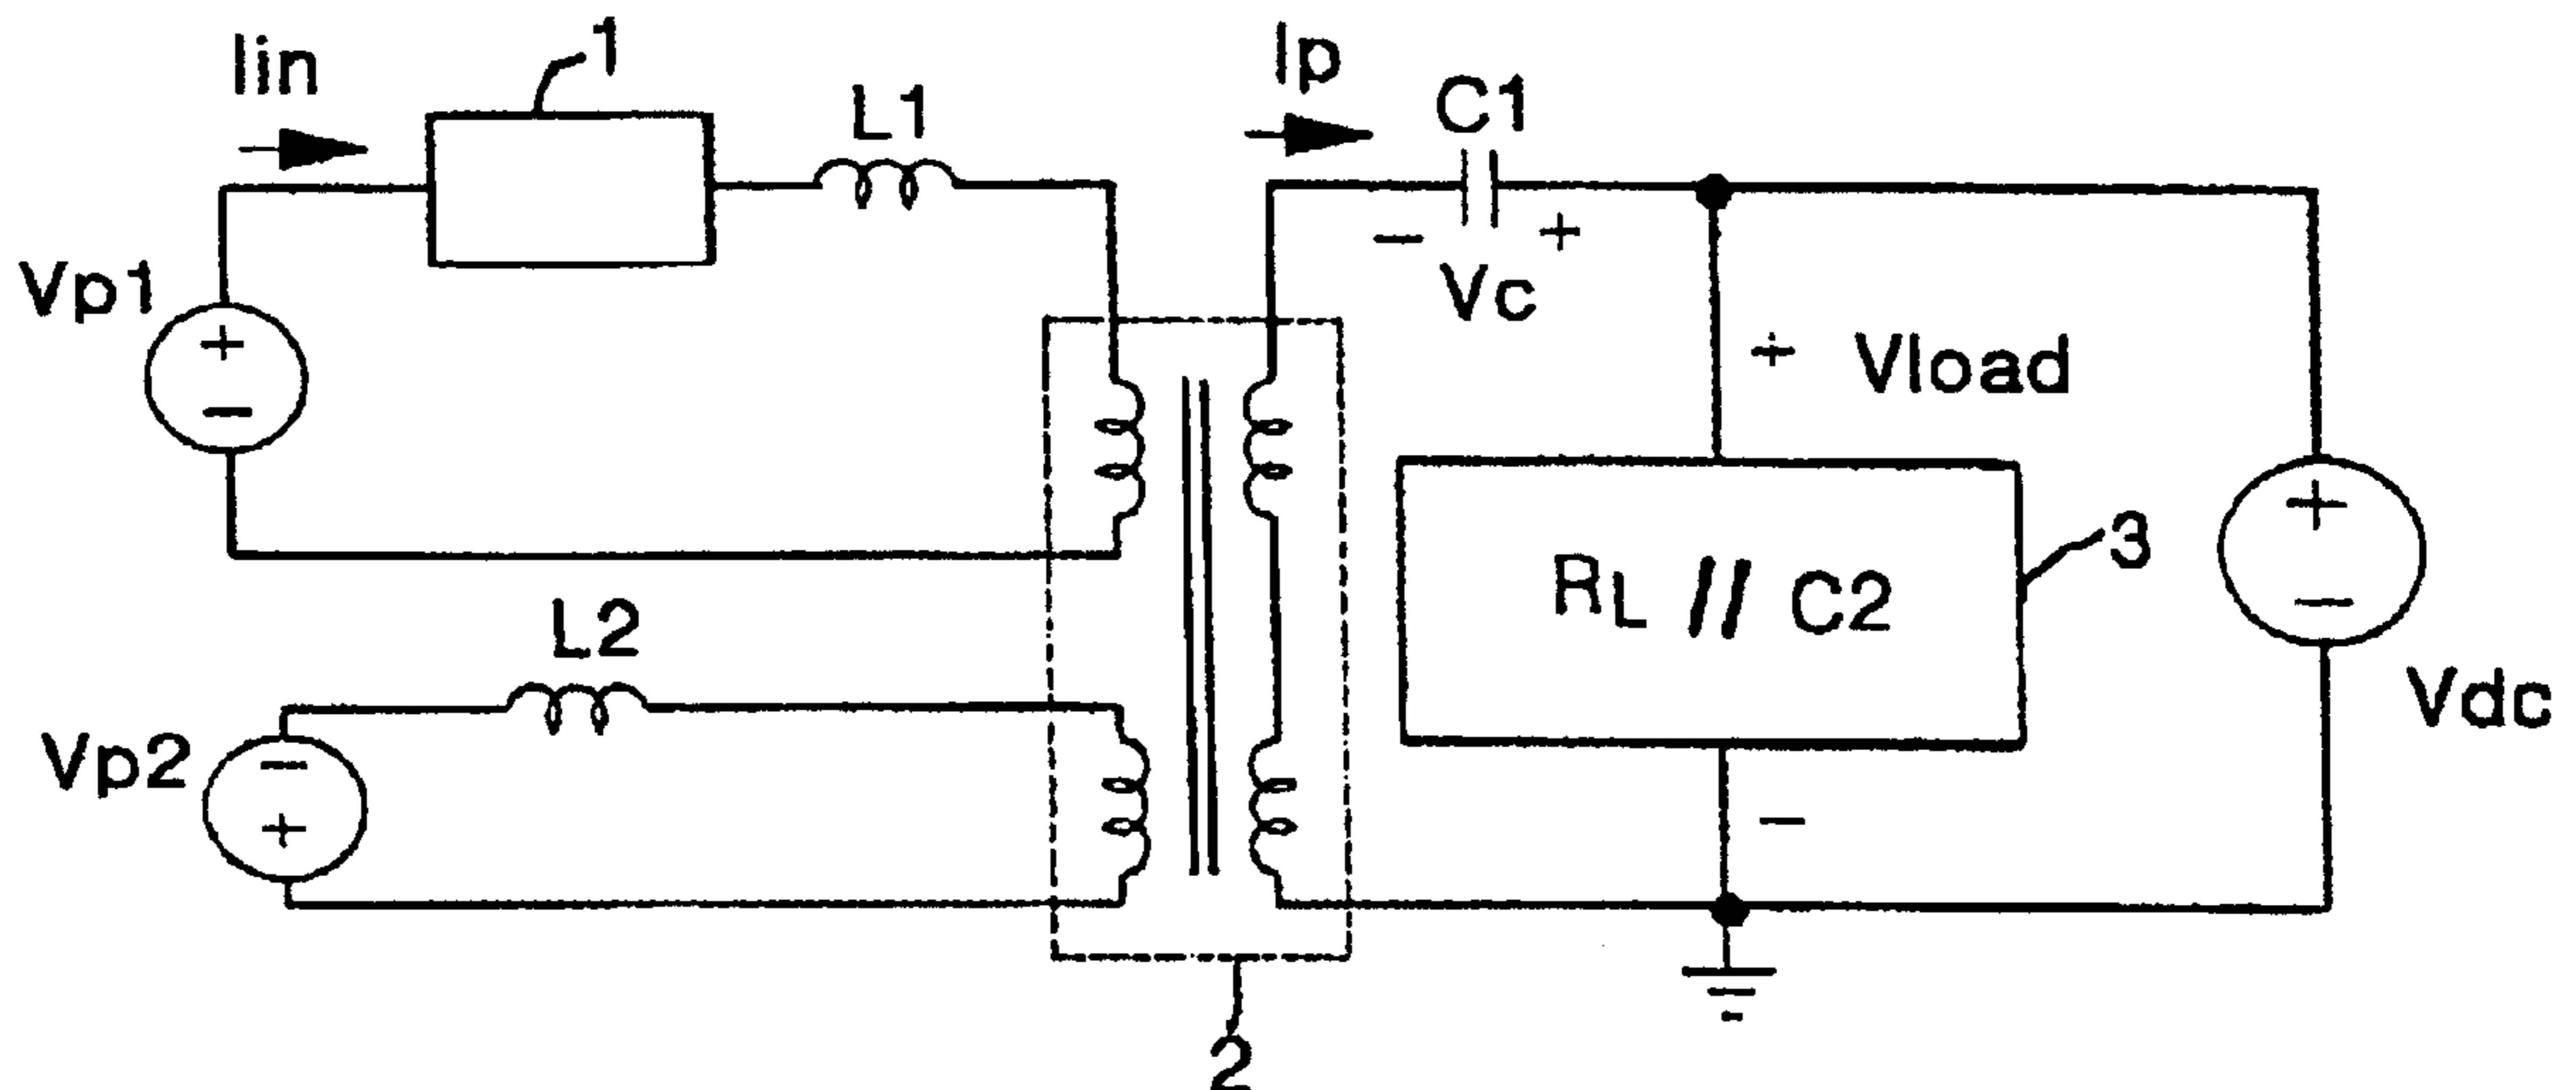 Iin
1
L1
Ip
C1
Vp1
+
−
− +
Vc
+ Vload
RL // C2
3
+
−
Vdc
L2
Vp2
−
+
−
2